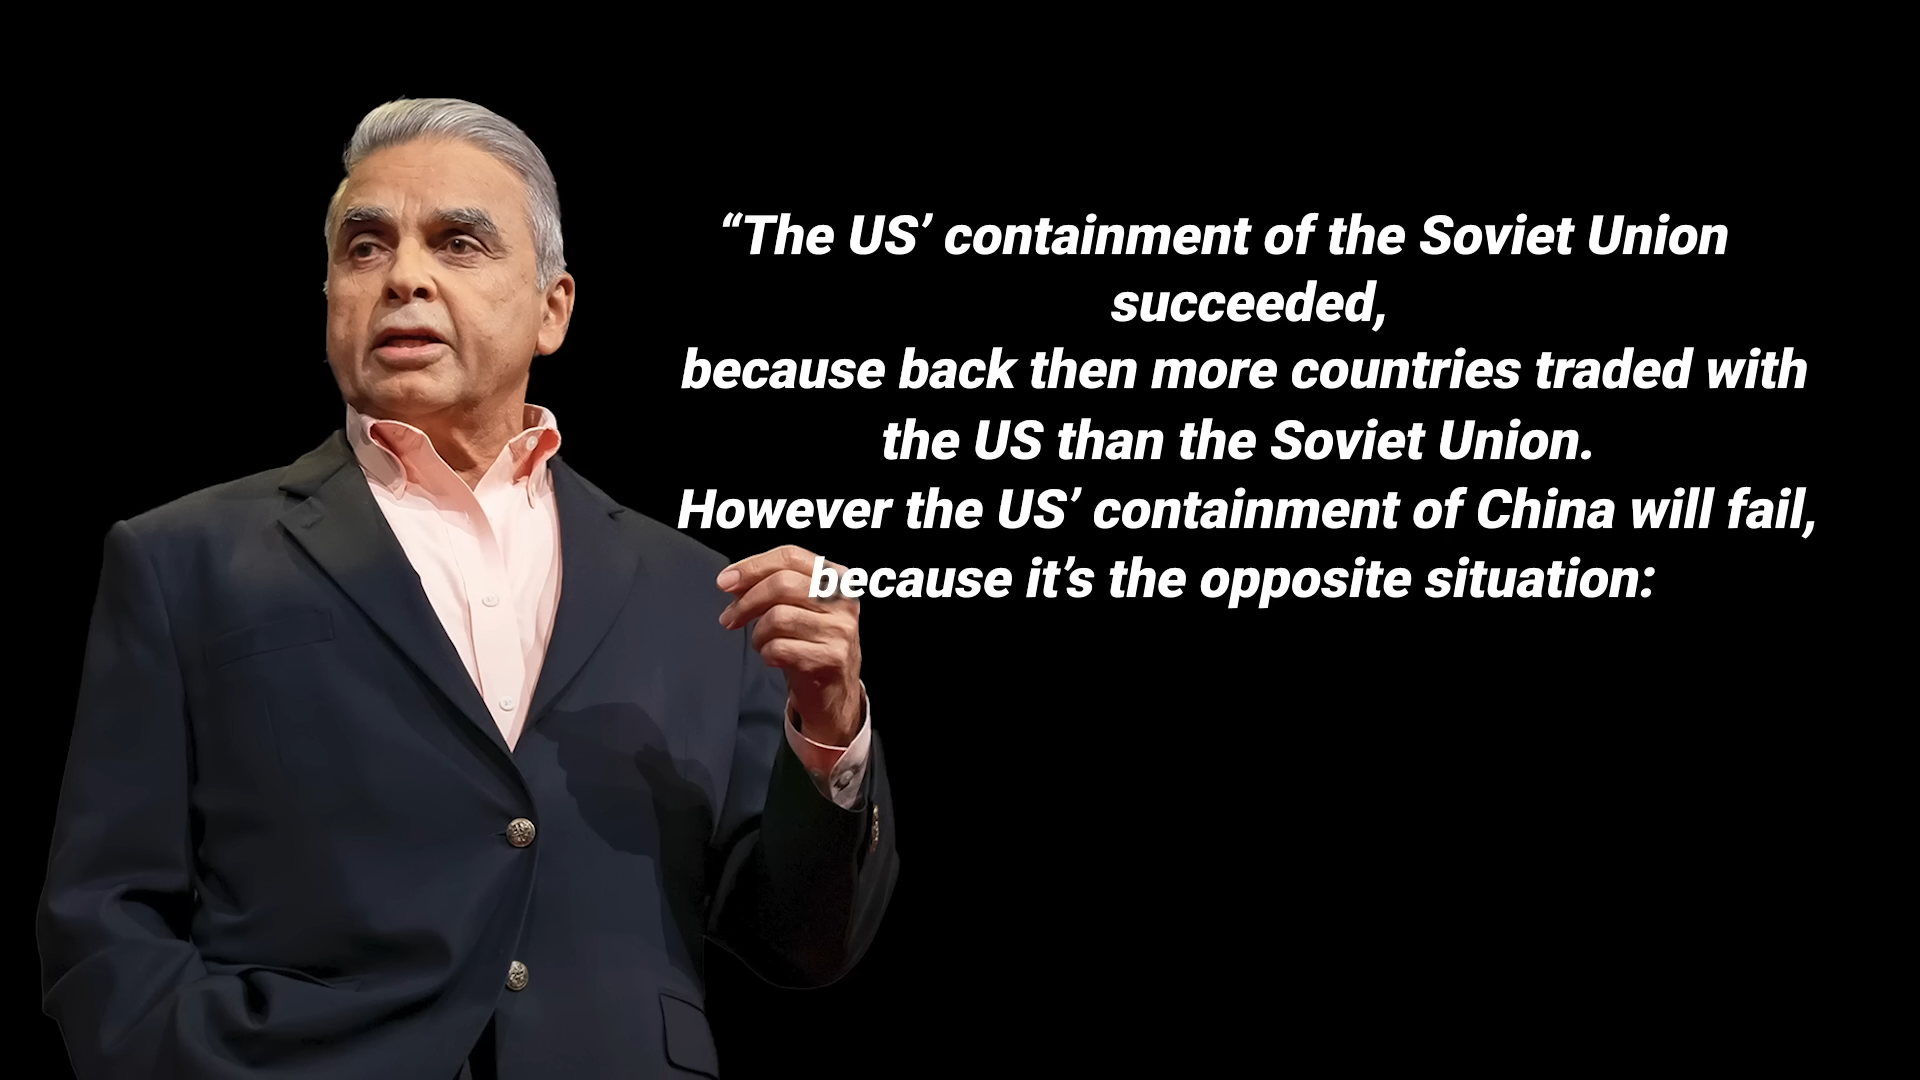 “The US’ containment of the Soviet Union
succeeded,
because back then more countries traded with
the US than the Soviet Union.
However the US’ containment of China will fail,
because it’s the opposite situation: